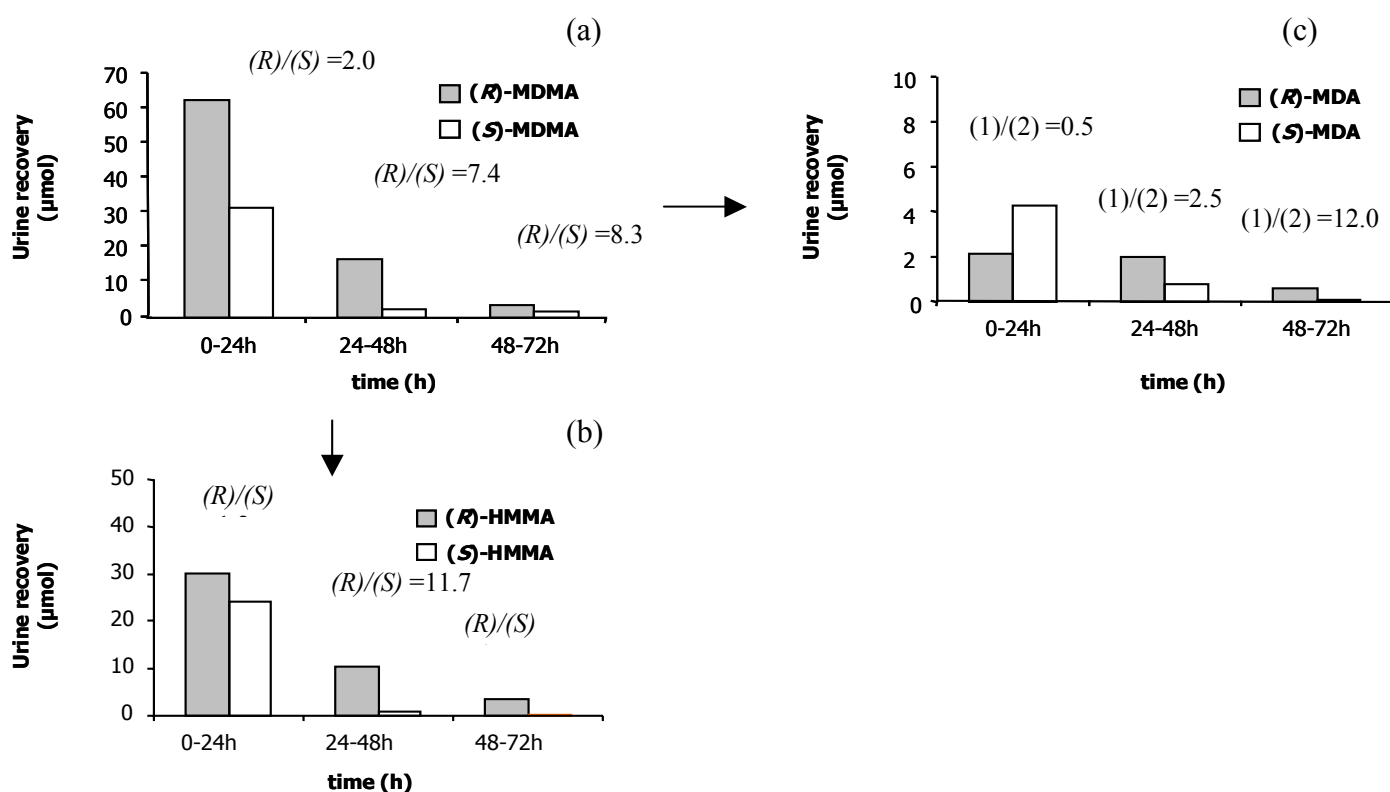 (a)
(R)/(S) =2.0
70
60
50
40
30
20
10
0
Urine recovery
(µmol)
(R)-MDMA
(S)-MDMA
(R)/(S) =7.4
(R)/(S) =8.3
0-24h
24-48h
48-72h
time (h)
(c)
10
8
6
4
2
0
Urine recovery
(µmol)
(R)-MDA
(S)-MDA
(1)/(2) =0.5
(1)/(2) =2.5
(1)/(2) =12.0
0-24h
24-48h
48-72h
time (h)
(b)
50
40
30
20
10
0
Urine recovery
(µmol)
(R)/(S)
(R)-HMMA
(S)-HMMA
(R)/(S) =11.7
(R)/(S)
0-24h
24-48h
48-72h
time (h)